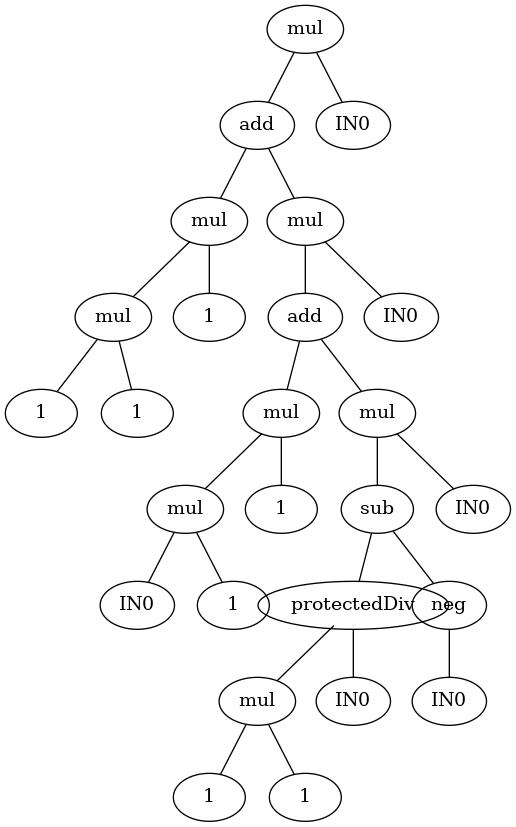 mul
add IN0
mul mul
mul 1 add IN0
1 1 mul mul
mul 1 sub IN0
IN0 1 protectedDiv neg
mul IN0 IN0
1 1